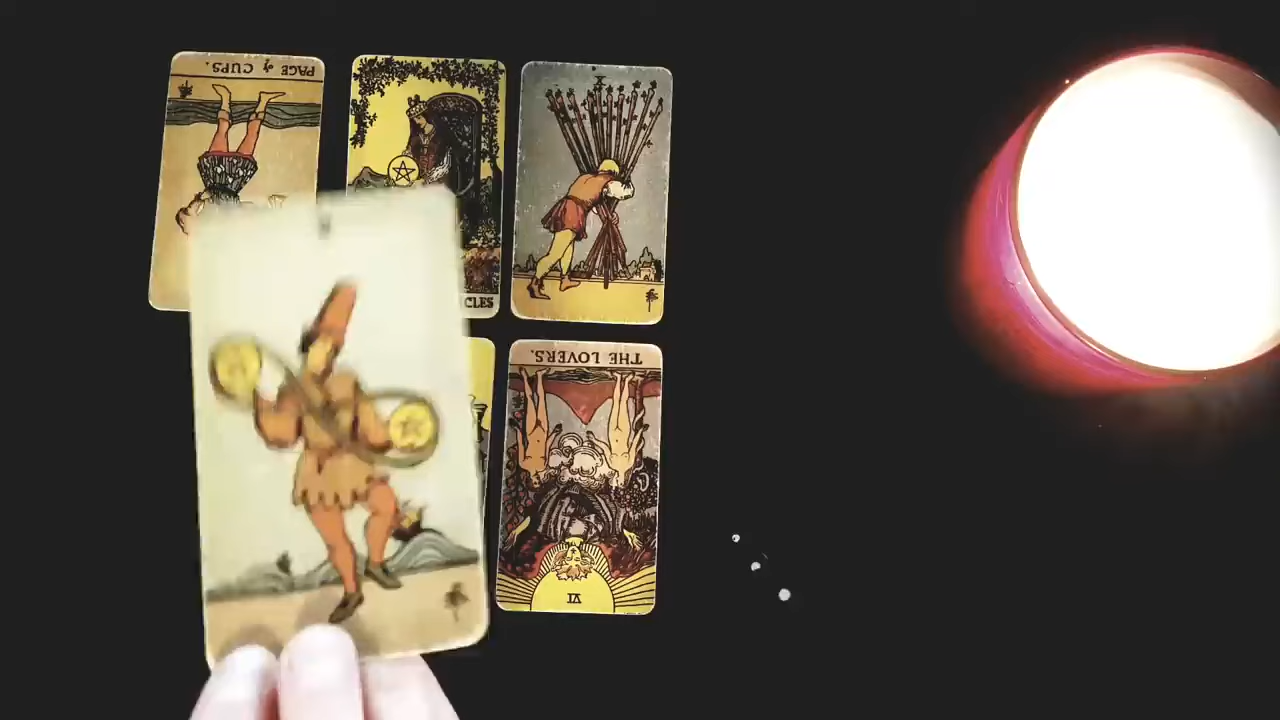 PAGE of CUPS.
X
CLES
THE LOVERS.
VI